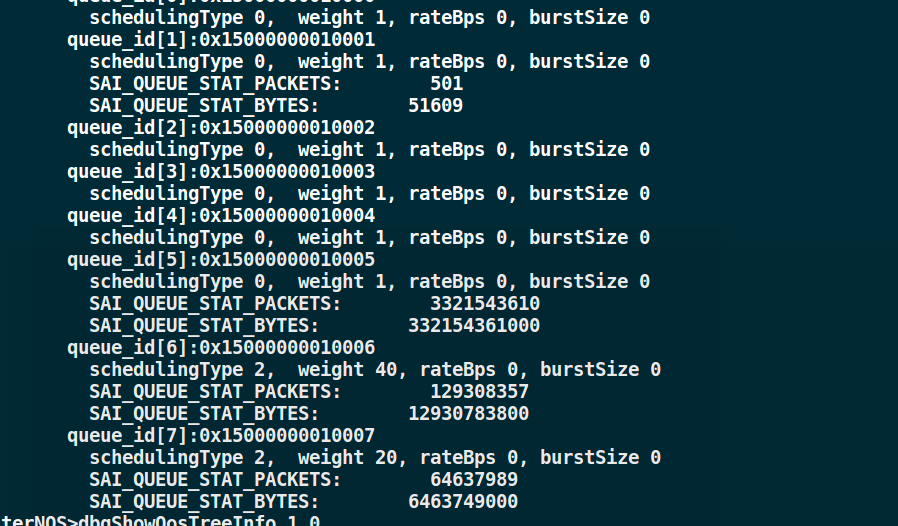 queue_id[0]:0x15000000010000
schedulingType 0,  weight 1, rateBps 0, burstSize 0
queue_id[1]:0x15000000010001
schedulingType 0,  weight 1, rateBps 0, burstSize 0
SAI_QUEUE_STAT_PACKETS:        501
SAI_QUEUE_STAT_BYTES:        51609
queue_id[2]:0x15000000010002
schedulingType 0,  weight 1, rateBps 0, burstSize 0
queue_id[3]:0x15000000010003
schedulingType 0,  weight 1, rateBps 0, burstSize 0
queue_id[4]:0x15000000010004
schedulingType 0,  weight 1, rateBps 0, burstSize 0
queue_id[5]:0x15000000010005
schedulingType 0,  weight 1, rateBps 0, burstSize 0
SAI_QUEUE_STAT_PACKETS:        3321543610
SAI_QUEUE_STAT_BYTES:        332154361000
queue_id[6]:0x15000000010006
schedulingType 2,  weight 40, rateBps 0, burstSize 0
SAI_QUEUE_STAT_PACKETS:        129308357
SAI_QUEUE_STAT_BYTES:        12930783800
queue_id[7]:0x15000000010007
schedulingType 2,  weight 20, rateBps 0, burstSize 0
SAI_QUEUE_STAT_PACKETS:        64637989
SAI_QUEUE_STAT_BYTES:        6463749000
terNOS>dbgShowQosTreeInfo 1 0